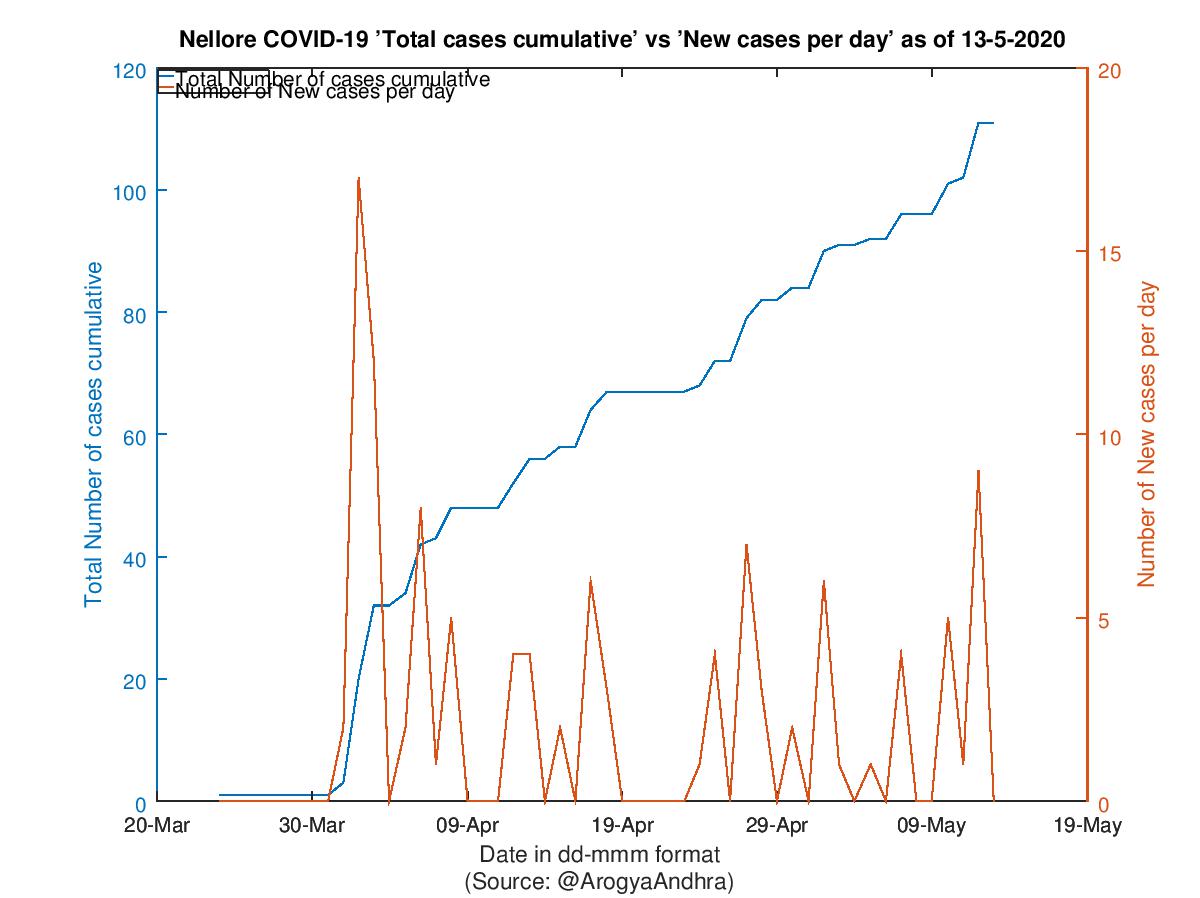 Nellore COVID-19 ’Total cases cumulative’ vs ’New cases per day’ as of 13-5-2020
Total Number of cases cumulative
Number of New cases per day
120
100
80
60
40
20
0
Total Number of cases cumulative
20
15
10
5
0
Number of New cases per day
20-Mar 30-Mar 09-Apr 19-Apr 29-Apr 09-May 19-May
Date in dd-mmm format
(Source: @ArogyaAndhra)